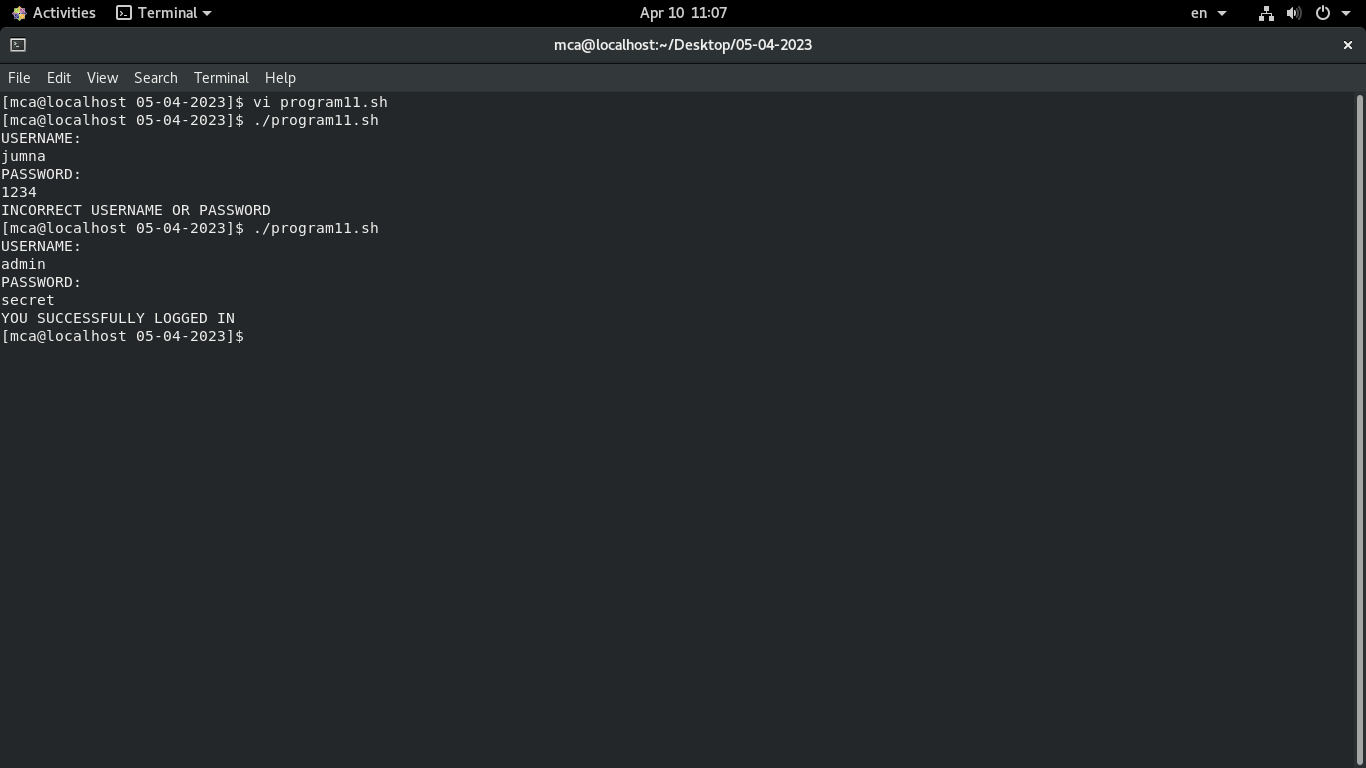 Activities Terminal Apr 10 11:07 en
mca@localhost:~/Desktop/05-04-2023 ×
File Edit View Search Terminal Help
[mca@localhost 05-04-2023]$ vi program11.sh
[mca@localhost 05-04-2023]$ ./program11.sh
USERNAME:
jumna
PASSWORD:
1234
INCORRECT USERNAME OR PASSWORD
[mca@localhost 05-04-2023]$ ./program11.sh
USERNAME:
admin
PASSWORD:
secret
YOU SUCCESSFULLY LOGGED IN
[mca@localhost 05-04-2023]$